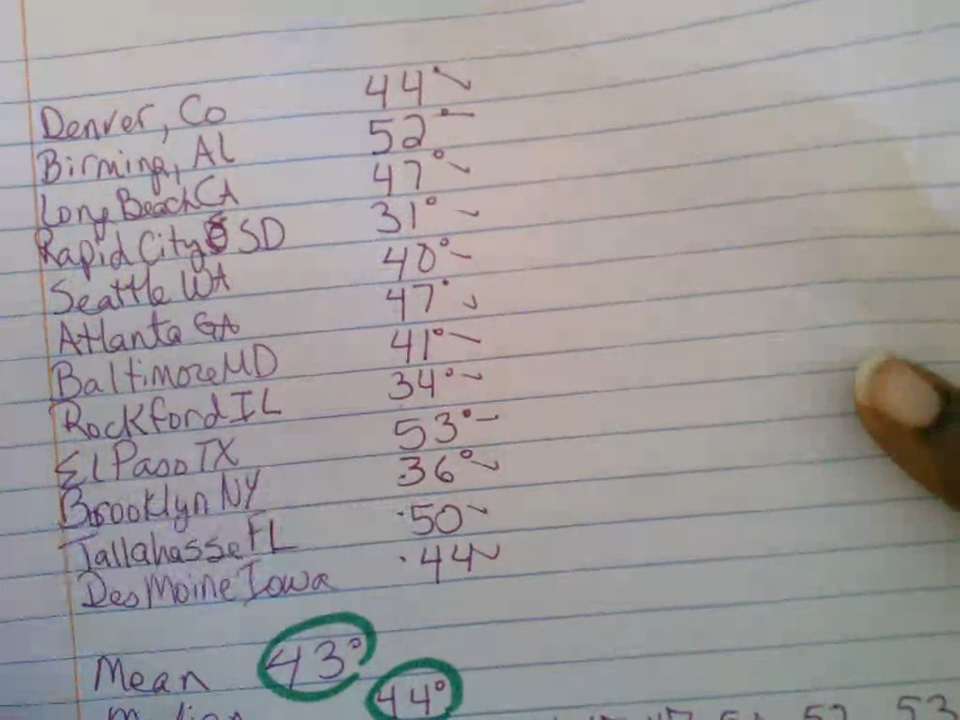 Denver, Co 44°
Birming, AL 52°
Long Beach CA 47°
Rapid City SD 31°
Seattle WA 40°
Atlanta GA 47°
Baltimore MD 41°
Rockford IL 34°
El Paso TX 53°
Brooklyn NY 36°
Tallahasse FL 50
Des Moine Iowa 44
Mean 43°
44°
53